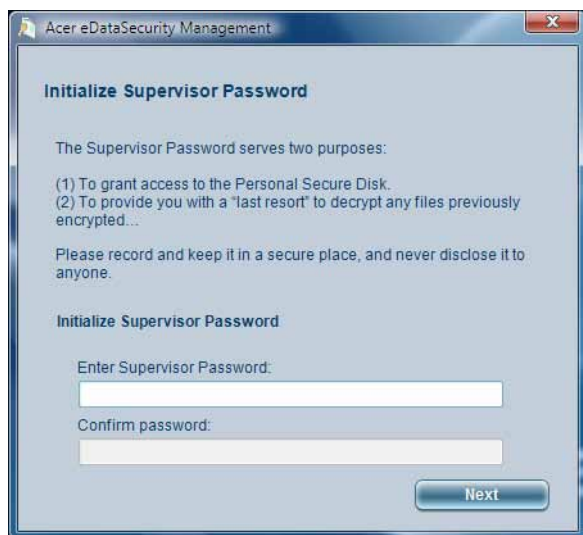 Acer eDataSecurity Management
Initialize Supervisor Password
The Supervisor Password serves two purposes:
(1) To grant access to the Personal Secure Disk.
(2) To provide you with a "last resort" to decrypt any files previously
encrypted...
Please record and keep it in a secure place, and never disclose it to
anyone.
Initialize Supervisor Password
Enter Supervisor Password:
Confirm password:
Next